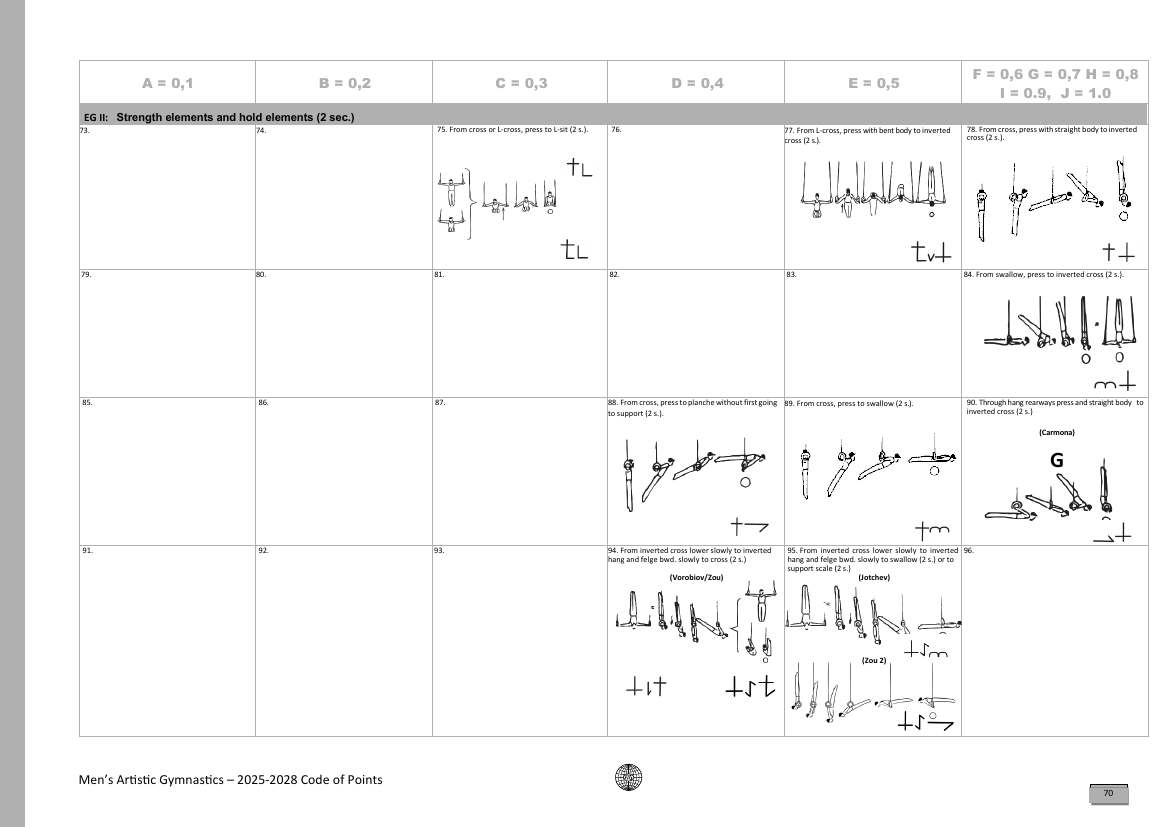 A = 0,1
B = 0,2
C = 0,3
D = 0,4
E = 0,5
F = 0,6 G = 0,7 H = 0,8
I = 0.9, J = 1.0
EG II: Strength elements and hold elements (2 sec.)
73.
74.
75. From cross or L-cross, press to L-sit (2 s.).
76.
77. From L-cross, press with bent body to inverted
cross (2 s.).
78. From cross, press with straight body to inverted
cross (2 s.).
79.
80.
81.
82.
83.
84. From swallow, press to inverted cross (2 s.).
85.
86.
87.
88. From cross, press to planche without first going
to support (2 s.).
89. From cross, press to swallow (2 s.).
90. Through hang rearways press and straight body to
inverted cross (2 s.)
(Carmona)
G
91.
92.
93.
94. From inverted cross lower slowly to inverted
hang and felge bwd. slowly to cross (2 s.)
(Vorobiov/Zou)
95. From inverted cross lower slowly to inverted
hang and felge bwd. slowly to swallow (2 s.) or to
support scale (2 s.)
(Jotchev)
(Zou 2)
96.
Men's Artistic Gymnastics – 2025-2028 Code of Points
70